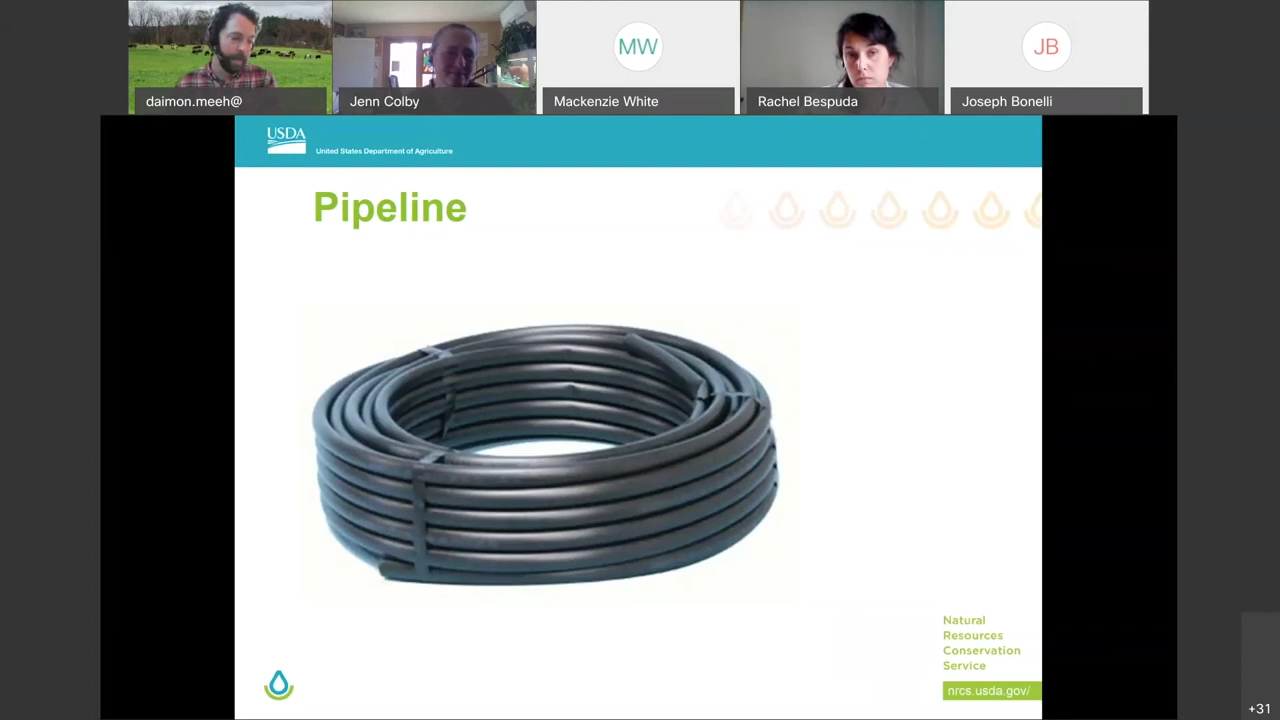 daimon.meeh@
Jenn Colby
MW
Mackenzie White
Rachel Bespuda
JB
Joseph Bonelli
USDA
United States Department of Agriculture
Pipeline
Natural
Resources
Conservation
Service
nrcs.usda.gov/
+31